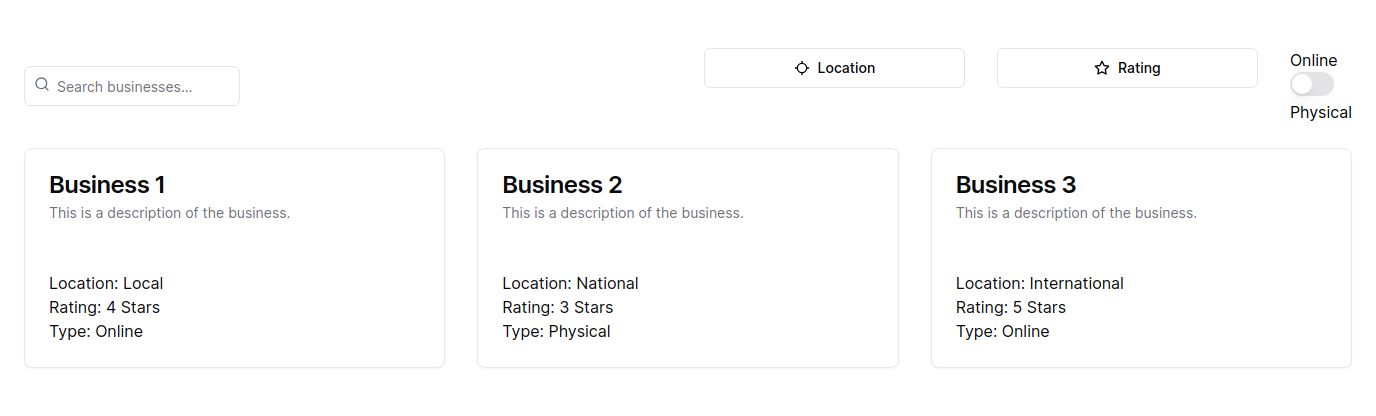 Search businesses...
Location
Rating
Online
Physical
Business 1
This is a description of the business.
Location: Local
Rating: 4 Stars
Type: Online
Business 2
This is a description of the business.
Location: National
Rating: 3 Stars
Type: Physical
Business 3
This is a description of the business.
Location: International
Rating: 5 Stars
Type: Online